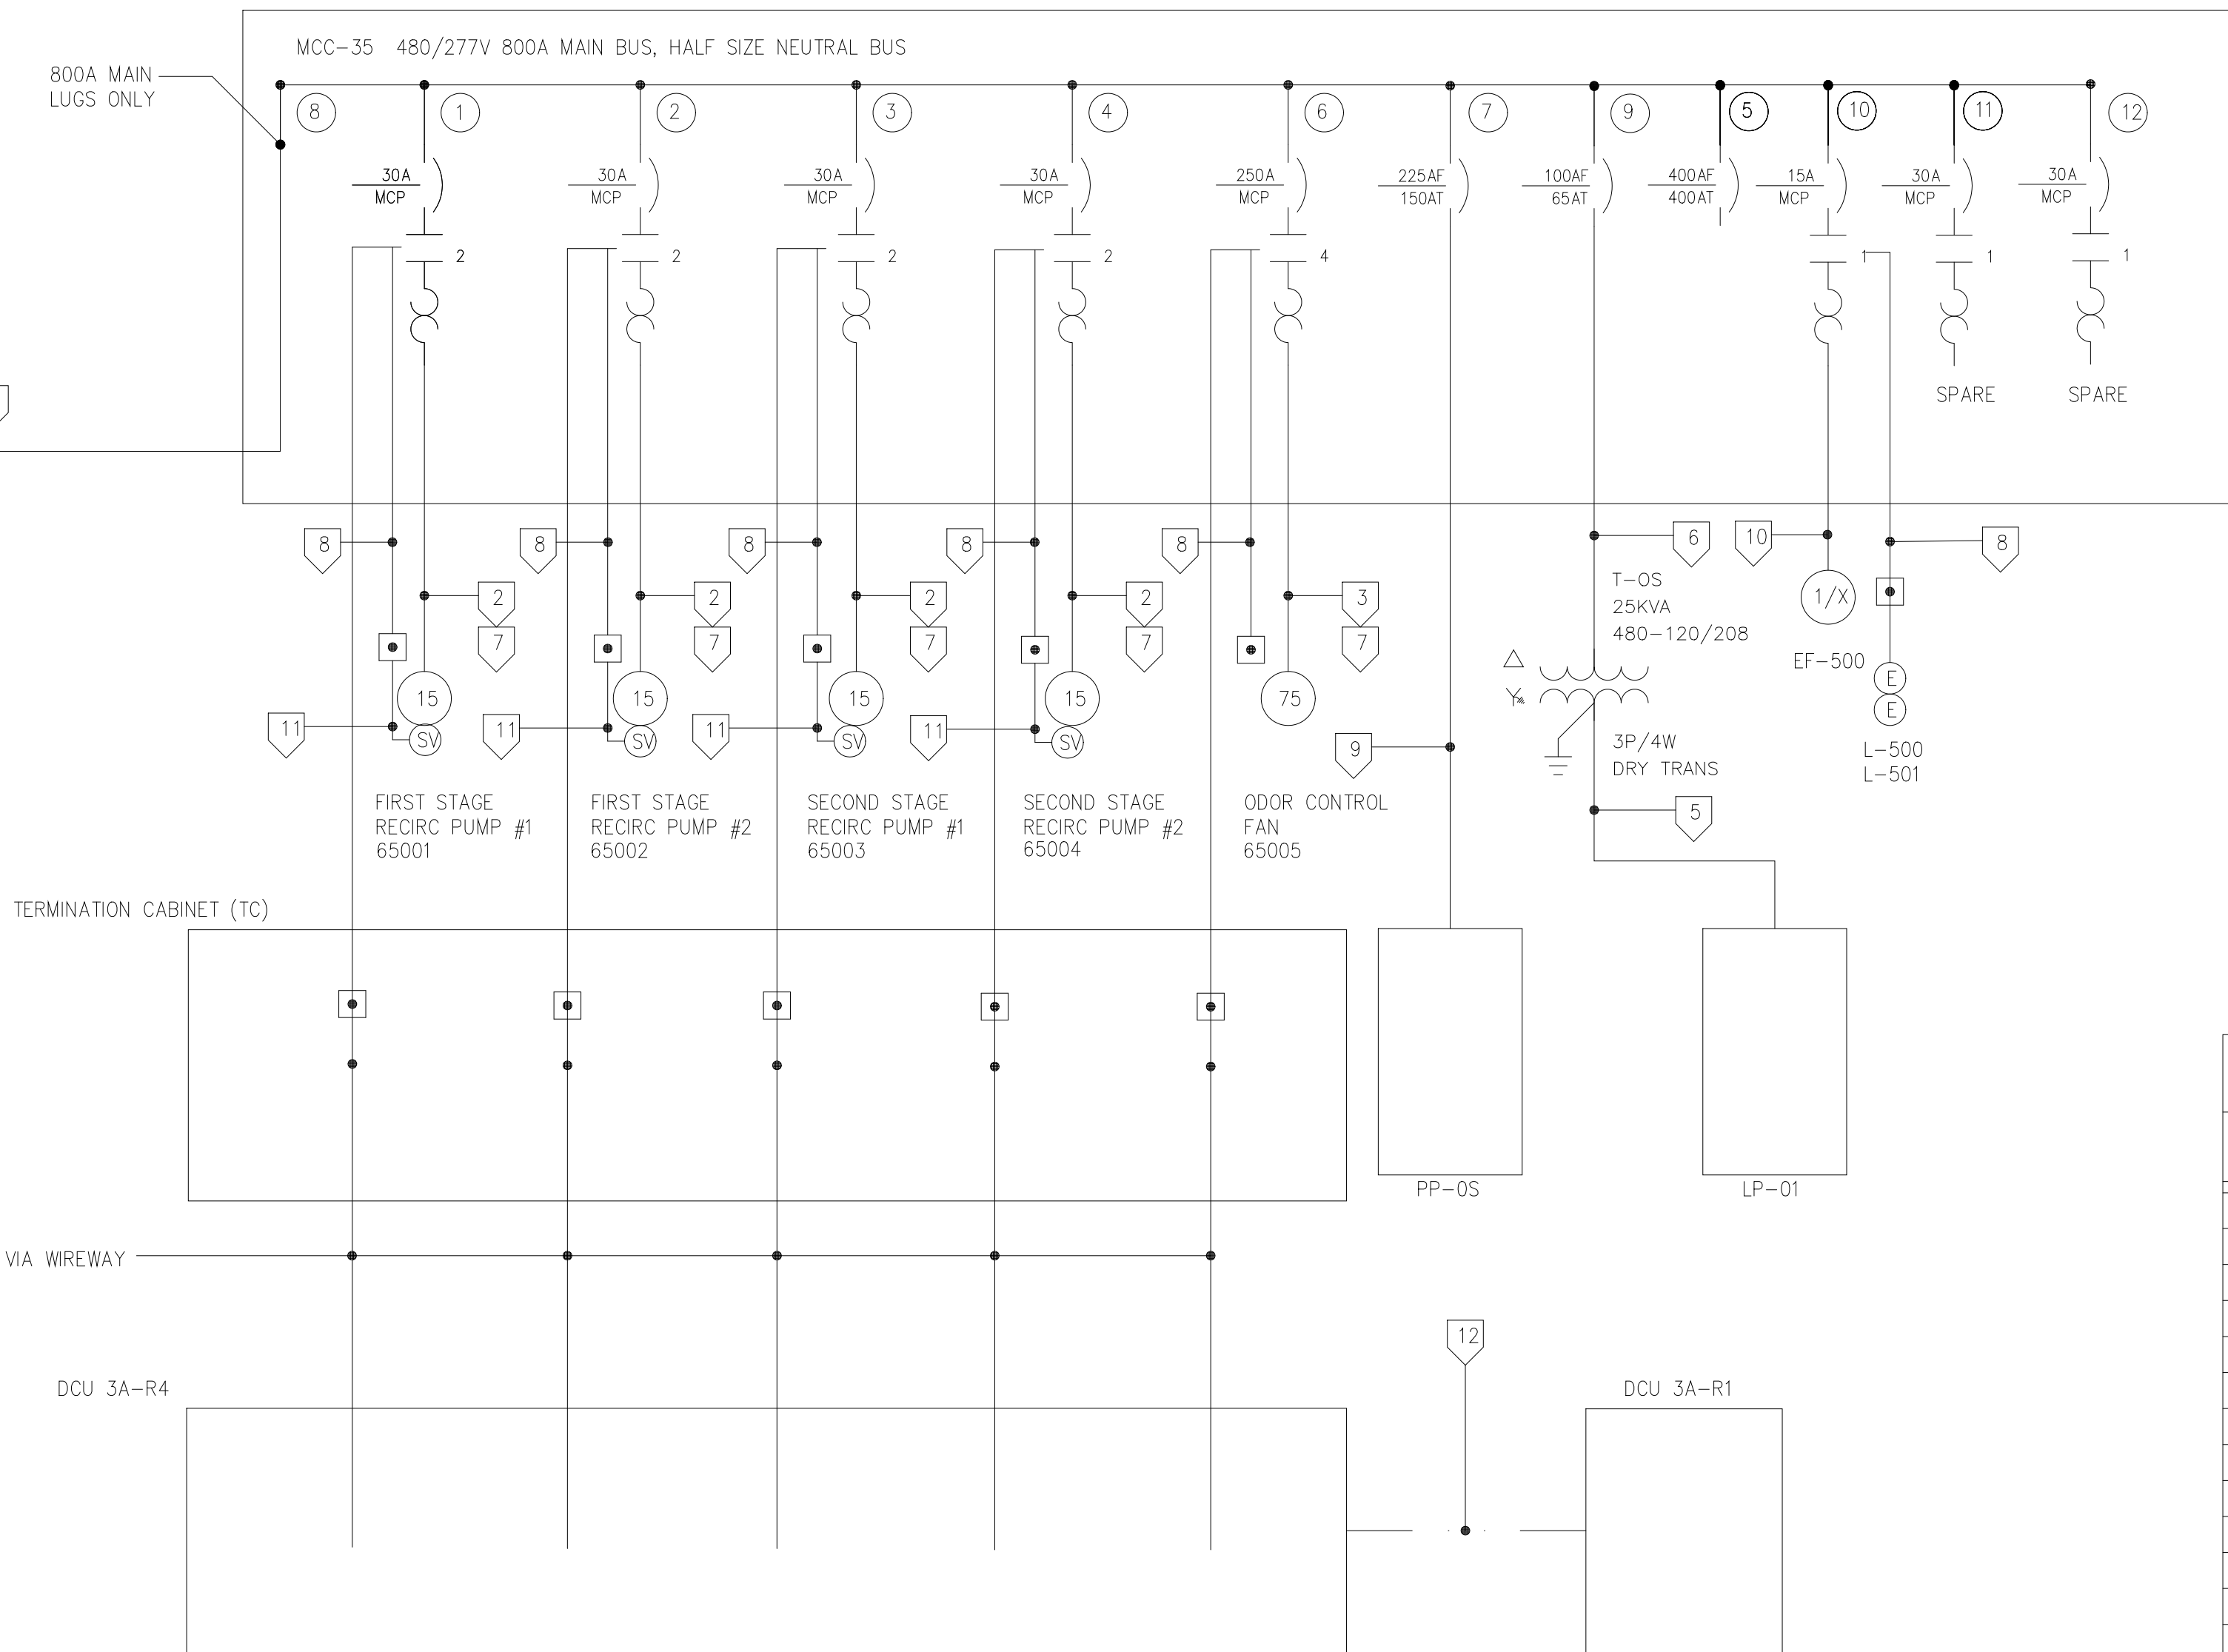 MCC-35 480/277V 800A MAIN BUS, HALF SIZE NEUTRAL BUS
800A MAIN
LUGS ONLY
8
1
2
3
4
6
7
9
5
10
11
12
30A
MCP
30A
MCP
30A
MCP
30A
MCP
250A
MCP
225AF
150AT
100AF
65AT
400AF
400AT
15A
MCP
30A
MCP
30A
MCP
2
2
2
2
4
1
1
1
SPARE
SPARE
8
8
8
8
8
6
10
8
2
7
2
7
2
7
2
7
3
7
T-OS
25KVA
480-120/208
1/X
EF-500
E
E
L-500
L-501
11
15
SV
11
15
SV
11
15
SV
11
15
SV
75
9
Y
3P/4W
DRY TRANS
5
FIRST STAGE
RECIRC PUMP #1
65001
FIRST STAGE
RECIRC PUMP #2
65002
SECOND STAGE
RECIRC PUMP #1
65003
SECOND STAGE
RECIRC PUMP #2
65004
ODOR CONTROL
FAN
65005
TERMINATION CABINET (TC)
PP-0S
LP-01
VIA WIREWAY
12
DCU 3A-R4
DCU 3A-R1